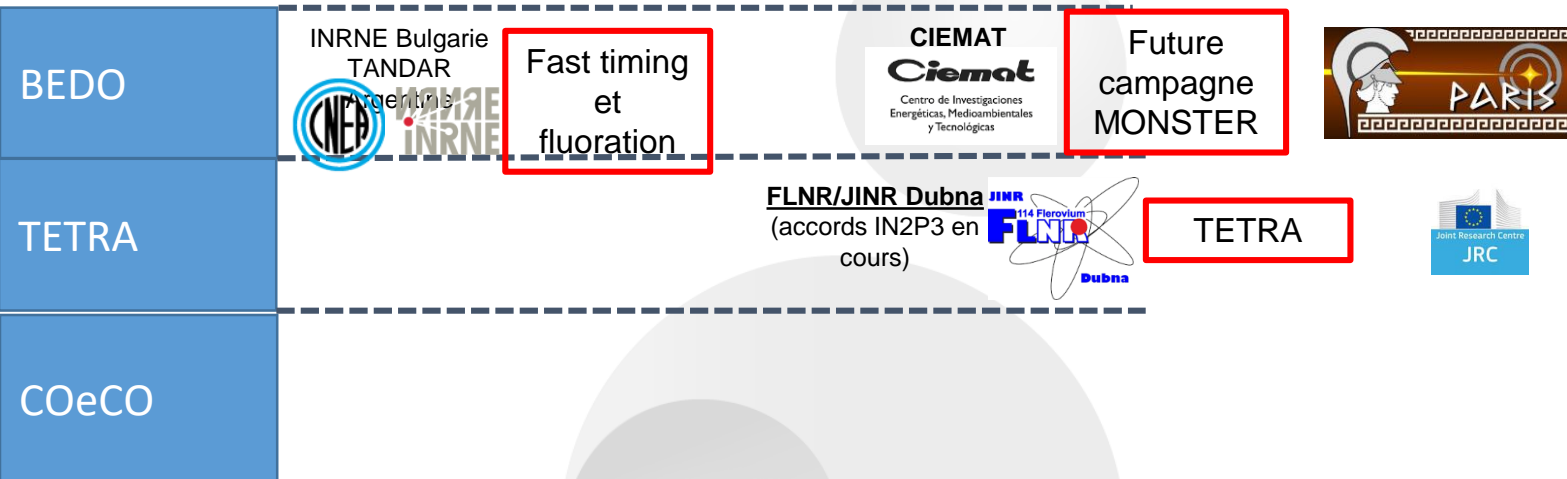 BEDO
INRNE Bulgarie
TANDAR
Argentine
CNEA
INRNE
INRNE
Fast timing
et
fluoration
CIEMAT
Ciemat
Centro de Investigaciones
Energéticas, Medioambientales
y Tecnológicas
Future
campagne
MONSTER
PARIS
TETRA
FLNR/JINR Dubna
(accords IN2P3 en
cours)
JINR
114 Flerovium
FLNR
Dubna
TETRA
Joint Research Centre
JRC
COeCO